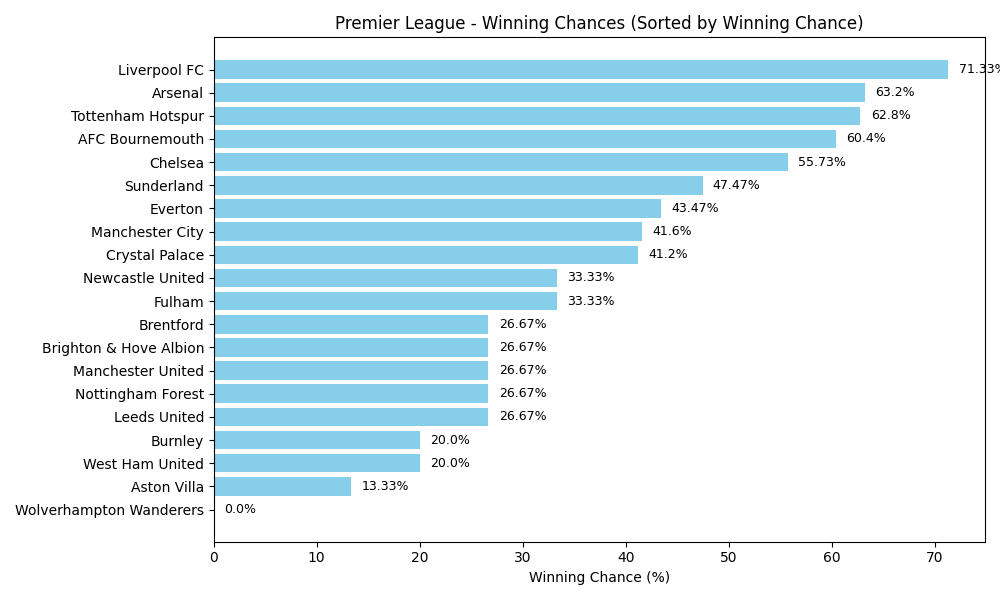 Premier League - Winning Chances (Sorted by Winning Chance)
Liverpool FC 71.33%
Arsenal 63.2%
Tottenham Hotspur 62.8%
AFC Bournemouth 60.4%
Chelsea 55.73%
Sunderland 47.47%
Everton 43.47%
Manchester City 41.6%
Crystal Palace 41.2%
Newcastle United 33.33%
Fulham 33.33%
Brentford 26.67%
Brighton & Hove Albion 26.67%
Manchester United 26.67%
Nottingham Forest 26.67%
Leeds United 26.67%
Burnley 20.0%
West Ham United 20.0%
Aston Villa 13.33%
Wolverhampton Wanderers 0.0%
0 10 20 30 40 50 60 70
Winning Chance (%)